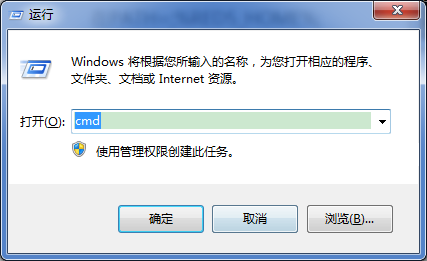 运行
Windows 将根据您所输入的名称，为您打开相应的程序、
文件夹、文档或 Internet 资源。
打开(O): cmd
使用管理权限创建此任务。
确定 取消 浏览(B)...